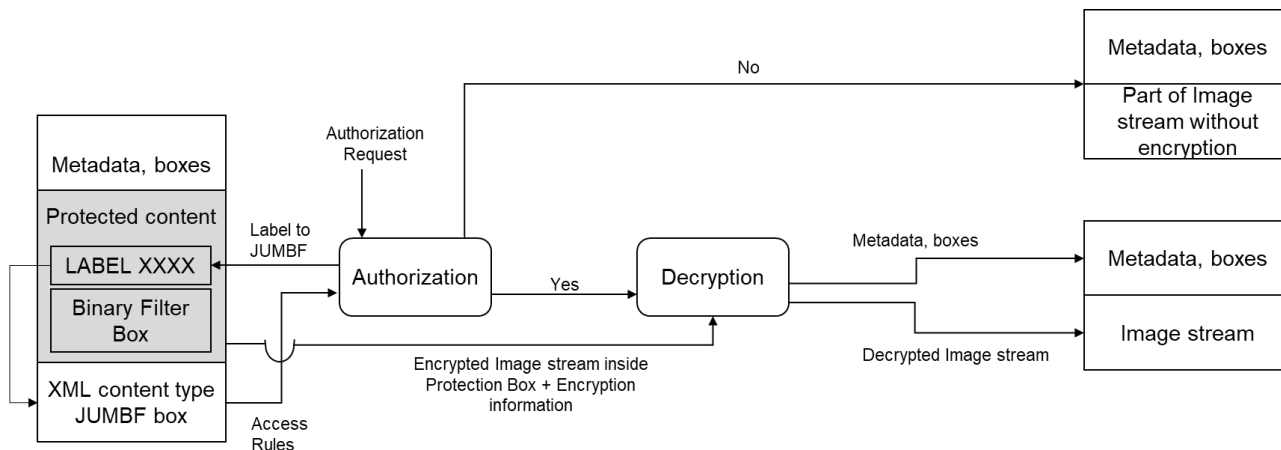 Metadata, boxes
Protected content
LABEL XXXX
Binary Filter
Box
XML content type
JUMBF box
Label to
JUMBF
Access
Rules
Authorization
Request
Authorization
No
Yes
Encrypted Image stream inside
Protection Box + Encryption
information
Decryption
Metadata, boxes
Decrypted Image stream
Metadata, boxes
Part of Image
stream without
encryption
Metadata, boxes
Image stream